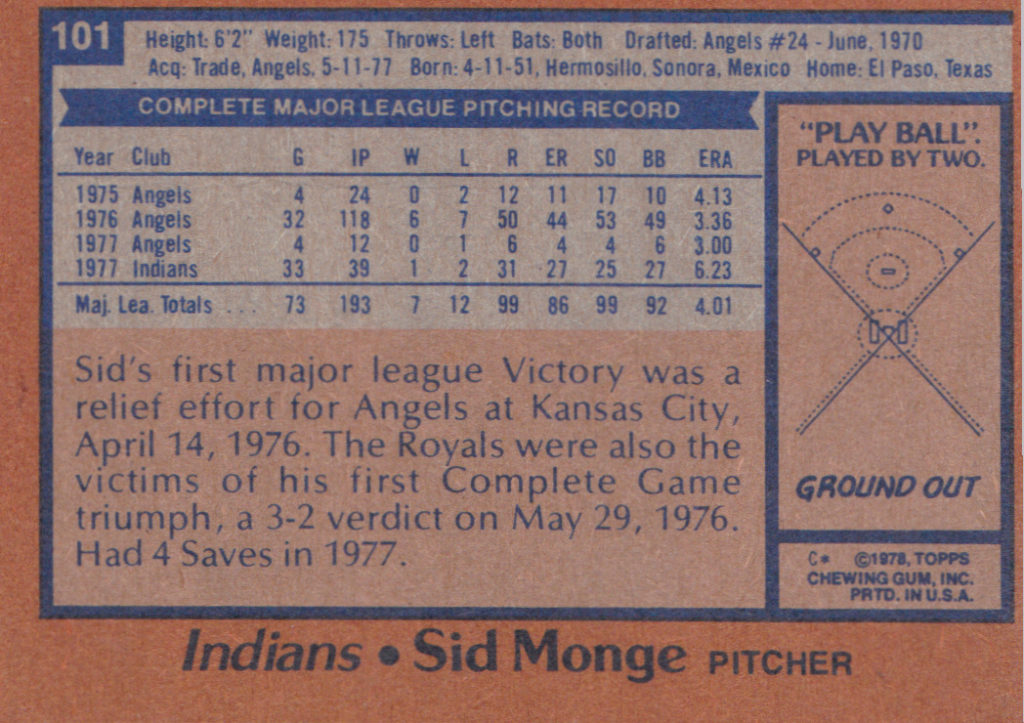 101
Height: 6'2" Weight: 175 Throws: Left Bats: Both Drafted: Angels #24 - June, 1970
Acq: Trade, Angels, 5-11-77 Born: 4-11-51, Hermosillo, Sonora, Mexico Home: El Paso, Texas
COMPLETE MAJOR LEAGUE PITCHING RECORD
Year Club G IP W L R ER SO BB ERA
1975 Angels 4 24 0 2 12 11 17 10 4.13
1976 Angels 32 118 6 7 50 44 53 49 3.36
1977 Angels 4 12 0 1 6 4 4 6 3.00
1977 Indians 33 39 1 2 31 27 25 27 6.23
Maj. Lea. Totals ... 73 193 7 12 99 86 99 92 4.01
Sid's first major league Victory was a
relief effort for Angels at Kansas City,
April 14, 1976. The Royals were also the
victims of his first Complete Game
triumph, a 3-2 verdict on May 29, 1976.
Had 4 Saves in 1977.
"PLAY BALL".
PLAYED BY TWO.
GROUND OUT
C* ©1978, TOPPS
CHEWING GUM, INC.
PRTD. IN U.S.A.
Indians • Sid Monge PITCHER